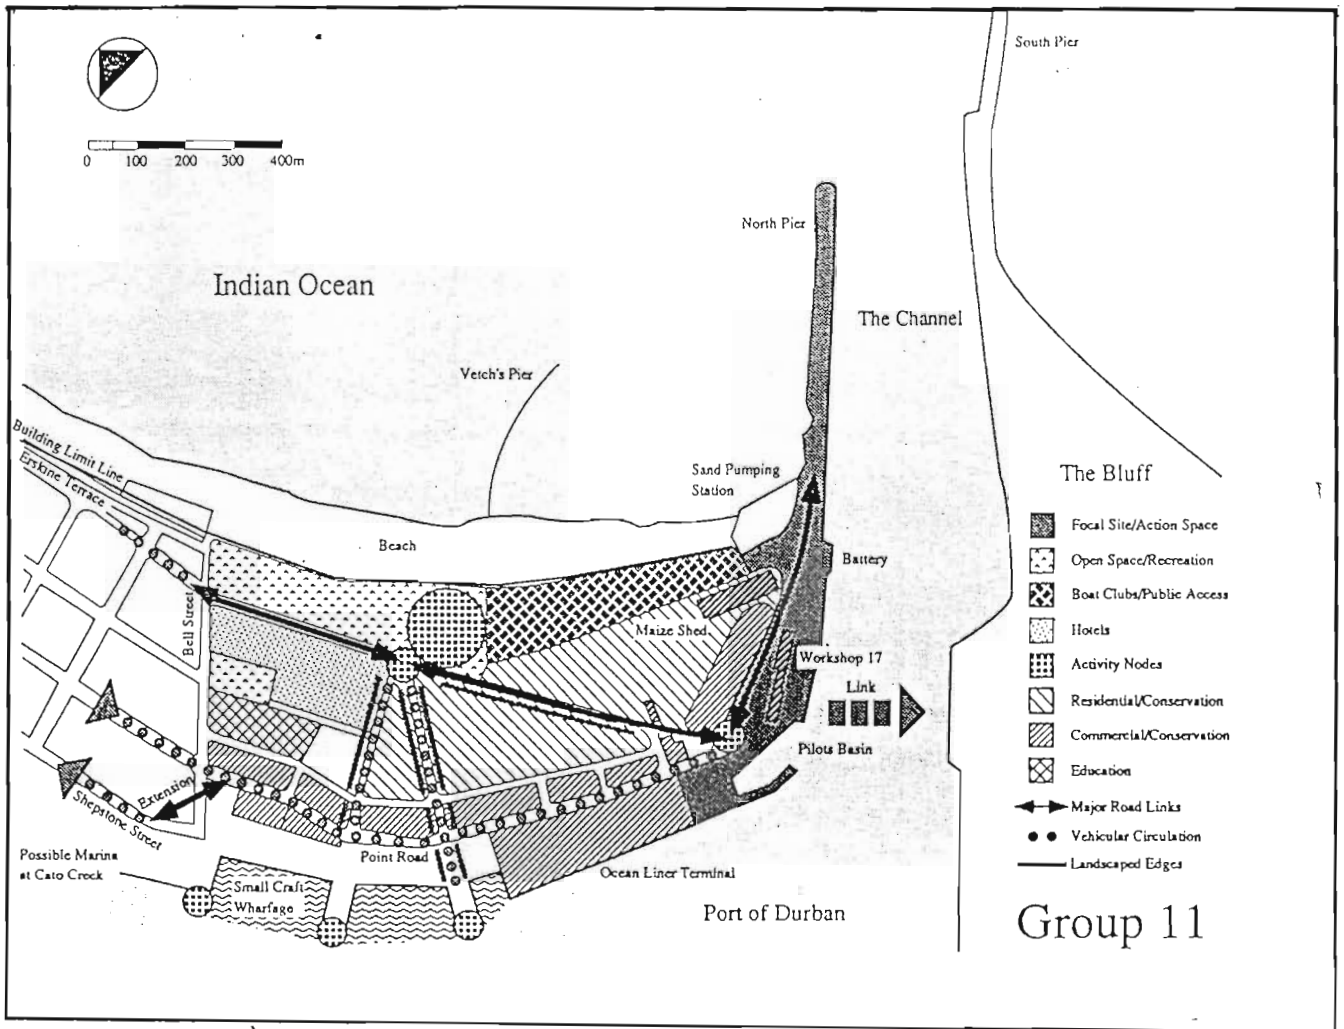 South Pier
0 100 200 300 400m
North Pier
Indian Ocean
The Channel
Vetch's Pier
Building Limit Line
Erskine Terrace
Sand Pumping
Station
The Bluff
Beach
Battery
Bell Street
Maize Shed
Workshop 17
Link
Pilots Basin
Extension
Shepstone Street
Point Road
Possible Marina
at Cato Creek
Small Craft
Wharfage
Ocean Liner Terminal
Port of Durban
Focal Site/Action Space
Open Space/Recreation
Boat Clubs/Public Access
Hotels
Activity Nodes
Residential/Conservation
Commercial/Conservation
Education
Major Road Links
Vehicular Circulation
Landscaped Edges
Group 11